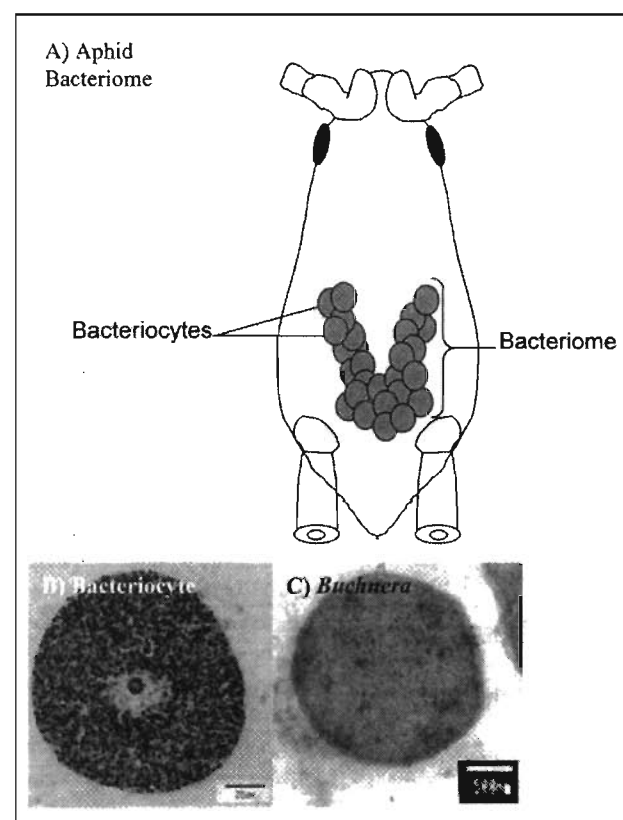 A) Aphid
Bacteriome
Bacteriocytes
Bacteriome
B) Bacteriocyte
C) Buchnera